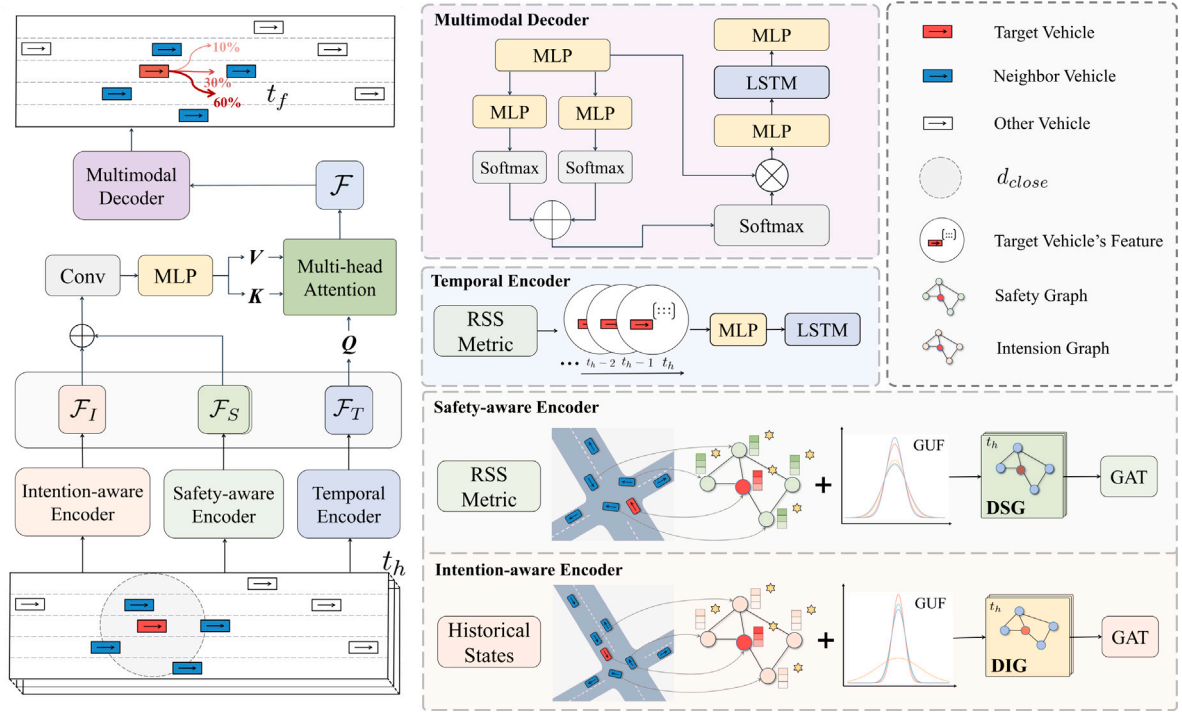 10%
30%
60%
t_f
Multimodal
Decoder
F
Conv
MLP
V
K
Multi-head
Attention
Q
F_I
F_S
F_T
Intention-aware
Encoder
Safety-aware
Encoder
Temporal
Encoder
t_h
Multimodal Decoder
MLP
MLP
MLP
Softmax
Softmax
MLP
LSTM
MLP
Softmax
Temporal Encoder
RSS
Metric
MLP
LSTM
... t_h-2 t_h-1 t_h
Target Vehicle
Neighbor Vehicle
Other Vehicle
d_close
Target Vehicle's Feature
Safety Graph
Intension Graph
Safety-aware Encoder
RSS
Metric
+
GUF
t_h
DSG
GAT
Intention-aware Encoder
Historical
States
+
GUF
t_h
DIG
GAT